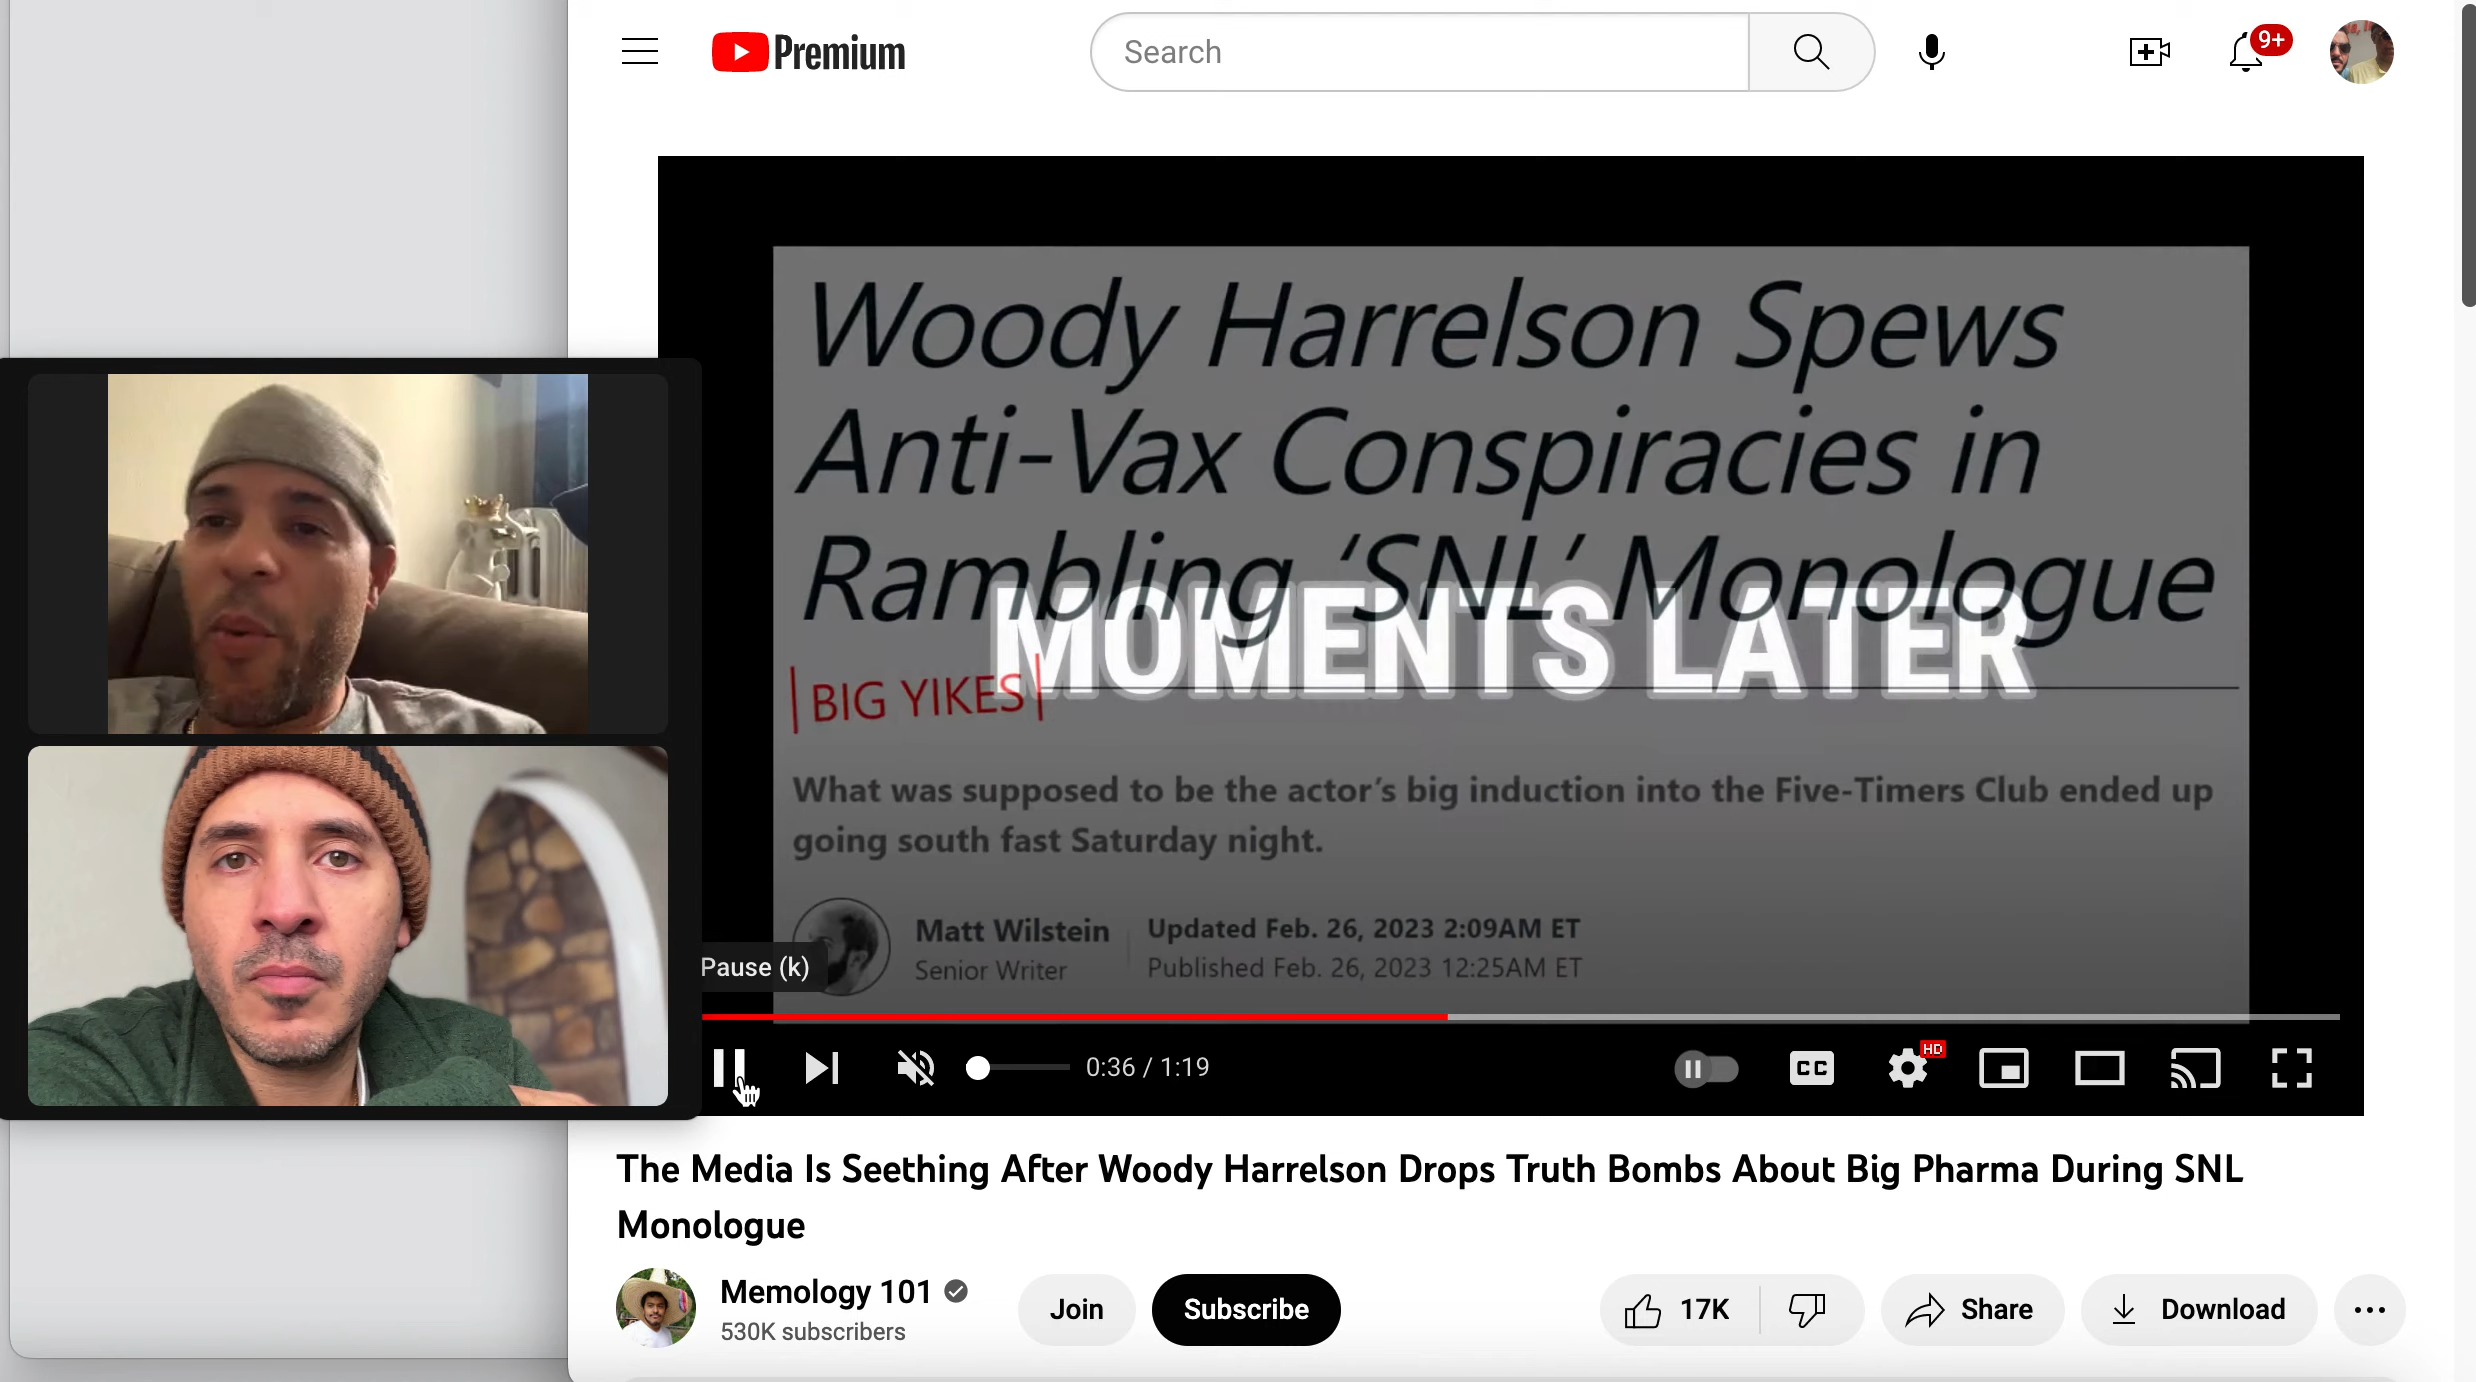 Premium
Search
9+
Woody Harrelson Spews
Anti-Vax Conspiracies in
Rambling ‘SNL’ Monologue
MOMENTS LATER
BIG YIKES
What was supposed to be the actor’s big induction into the Five-Timers Club ended up
going south fast Saturday night.
Matt Wilstein
Senior Writer
Updated Feb. 26, 2023 2:09AM ET
Published Feb. 26, 2023 12:25AM ET
Pause (k)
0:36 / 1:19
CC
HD
The Media Is Seething After Woody Harrelson Drops Truth Bombs About Big Pharma During SNL
Monologue
Memology 101
530K subscribers
Join
Subscribe
17K
Share
Download